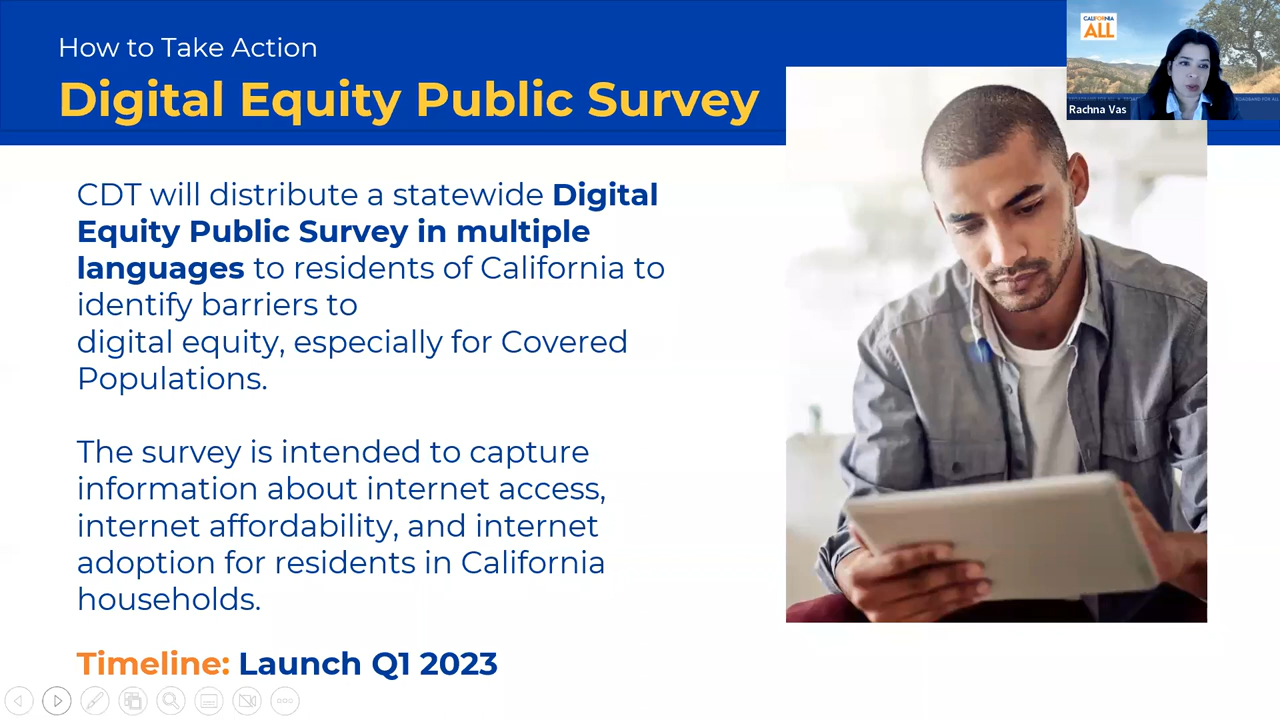 How to Take Action
Digital Equity Public Survey
CALIFORNIA
ALL
Rachna Vas
CDT will distribute a statewide Digital
Equity Public Survey in multiple
languages to residents of California to
identify barriers to
digital equity, especially for Covered
Populations.
The survey is intended to capture
information about internet access,
internet affordability, and internet
adoption for residents in California
households.
Timeline: Launch Q1 2023